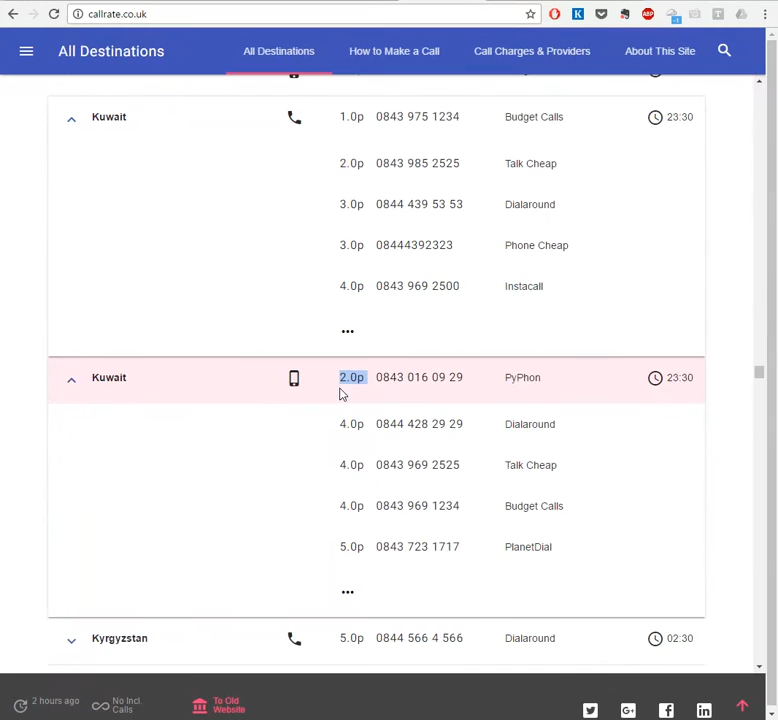 callrate.co.uk
All Destinations
All Destinations How to Make a Call Call Charges & Providers About This Site
Kuwait 1.0p 0843 975 1234 Budget Calls 23:30
2.0p 0843 985 2525 Talk Cheap
3.0p 0844 439 53 53 Dialaround
3.0p 08444392323 Phone Cheap
4.0p 0843 969 2500 Instacall
•••
Kuwait 2.0p 0843 016 09 29 PyPhon 23:30
4.0p 0844 428 29 29 Dialaround
4.0p 0843 969 2525 Talk Cheap
4.0p 0843 969 1234 Budget Calls
5.0p 0843 723 1717 PlanetDial
•••
Kyrgyzstan 5.0p 0844 566 4 566 Dialaround 02:30
2 hours ago
No Incl.
Calls
To Old
Website